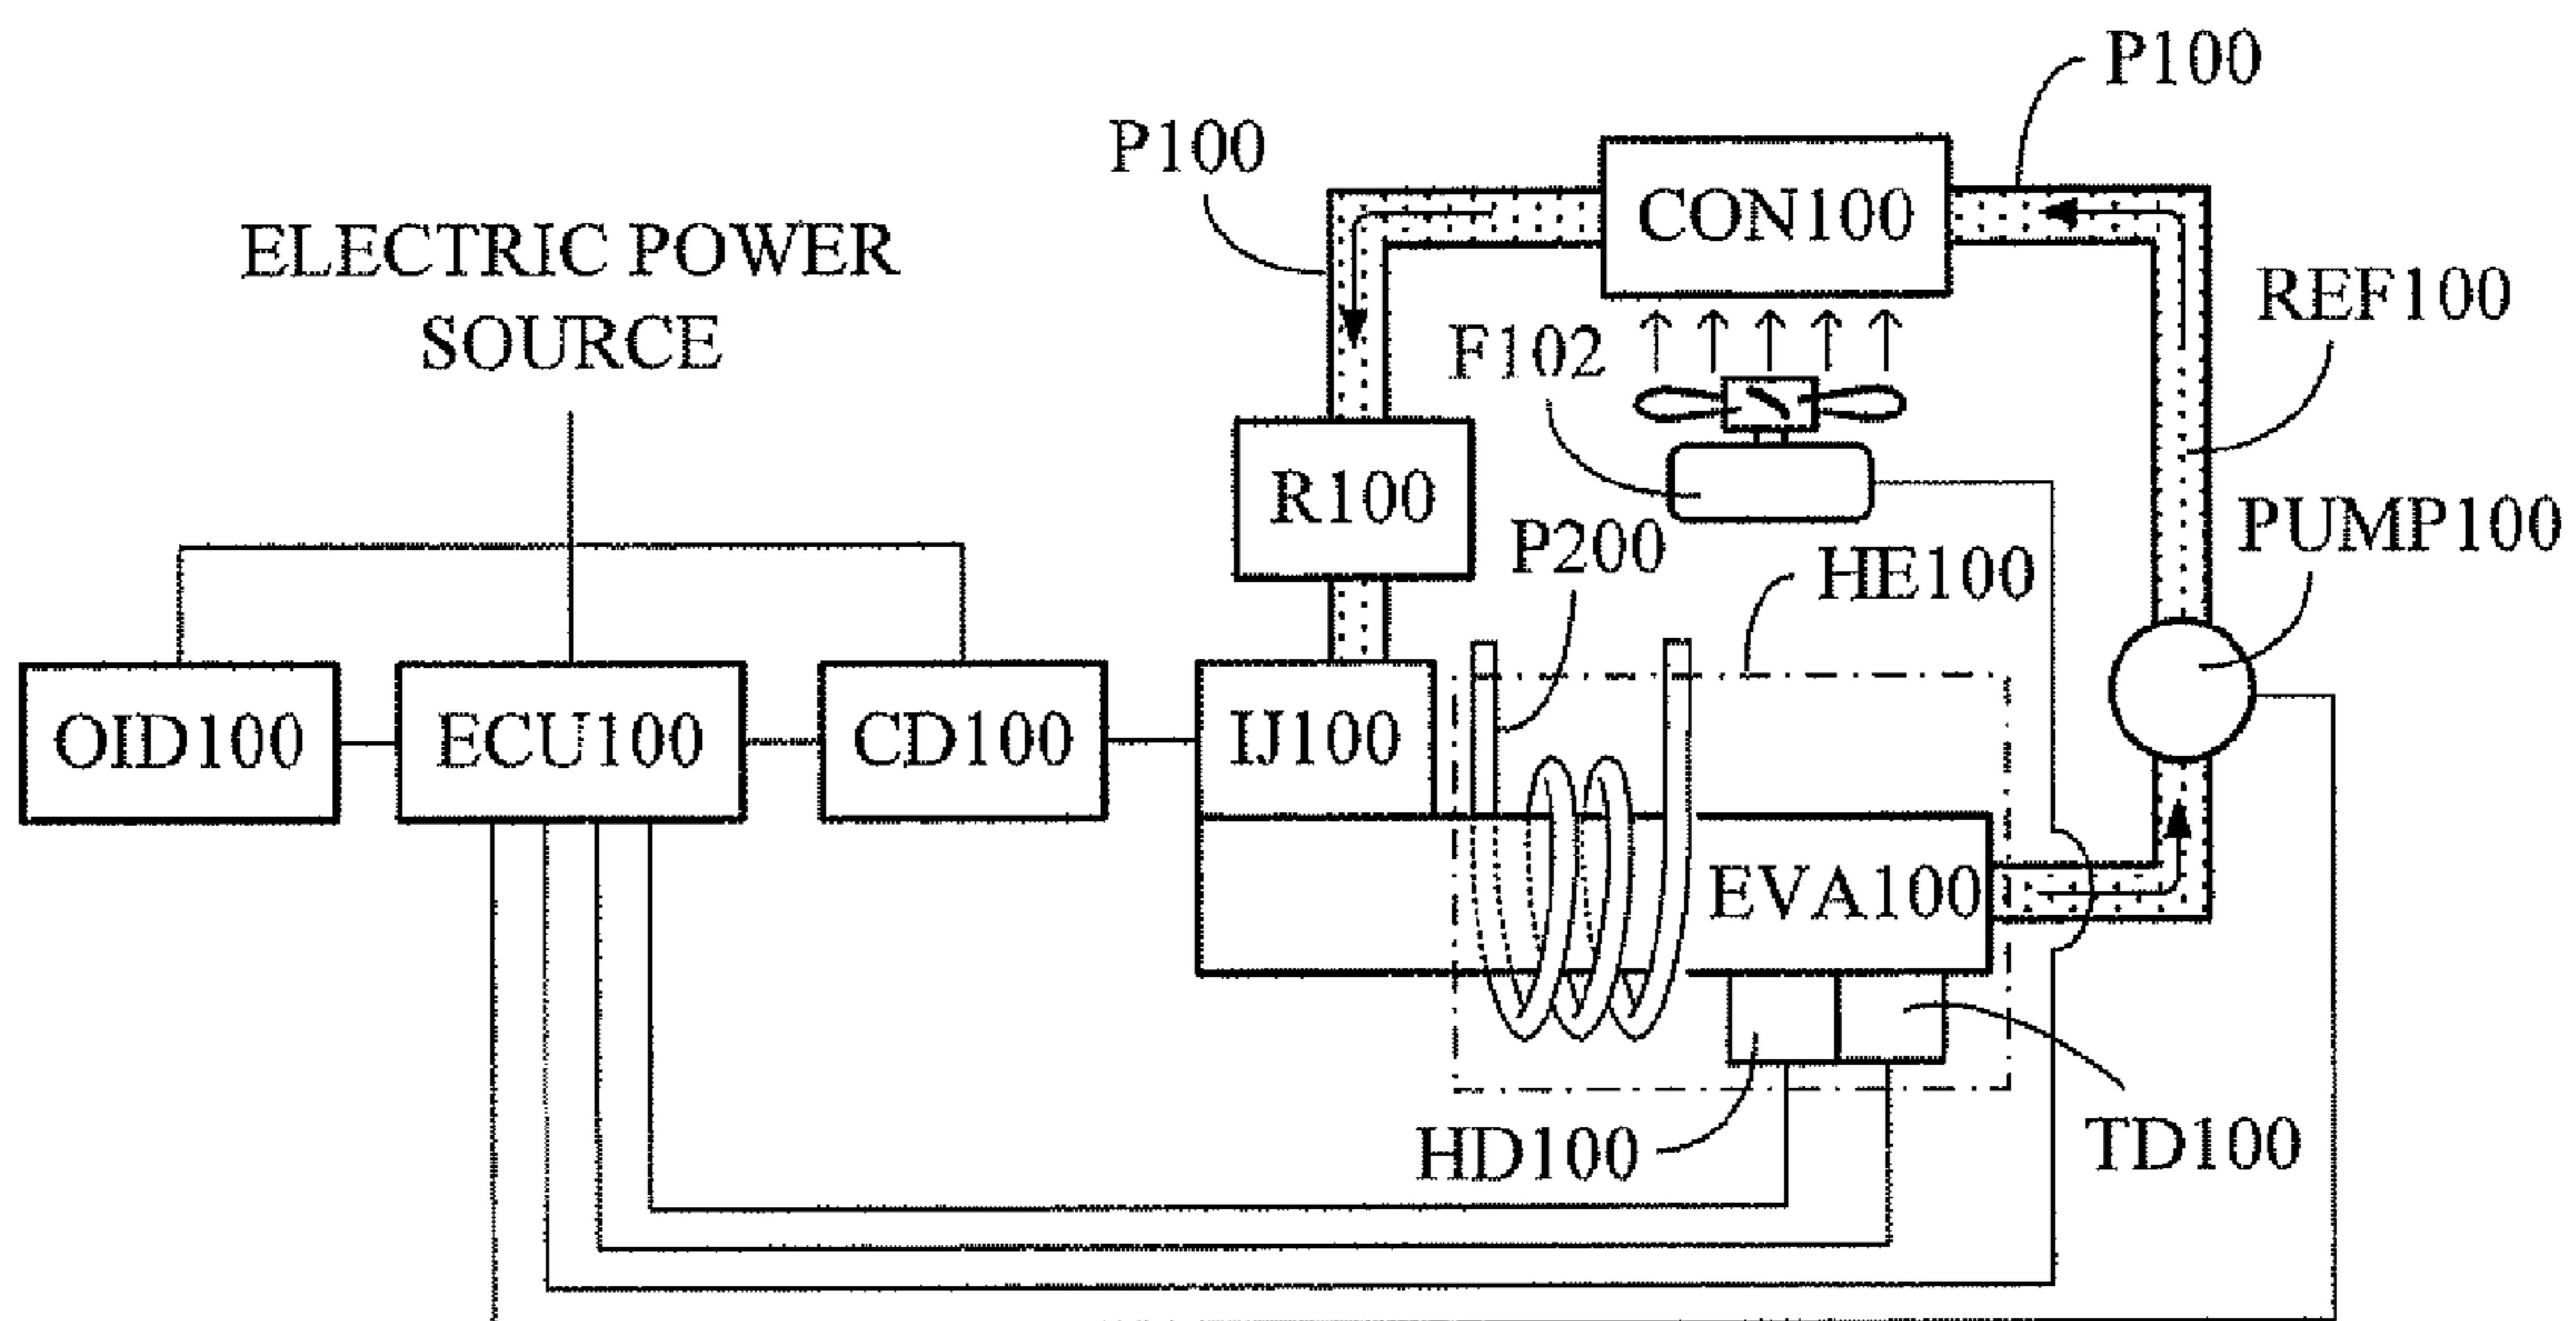 P100
P100
CON100
ELECTRIC POWER
SOURCE
REF100
F102
R100
PUMP100
P200
HE100
OID100
ECU100
CD100
IJ100
EVA100
HD100
TD100